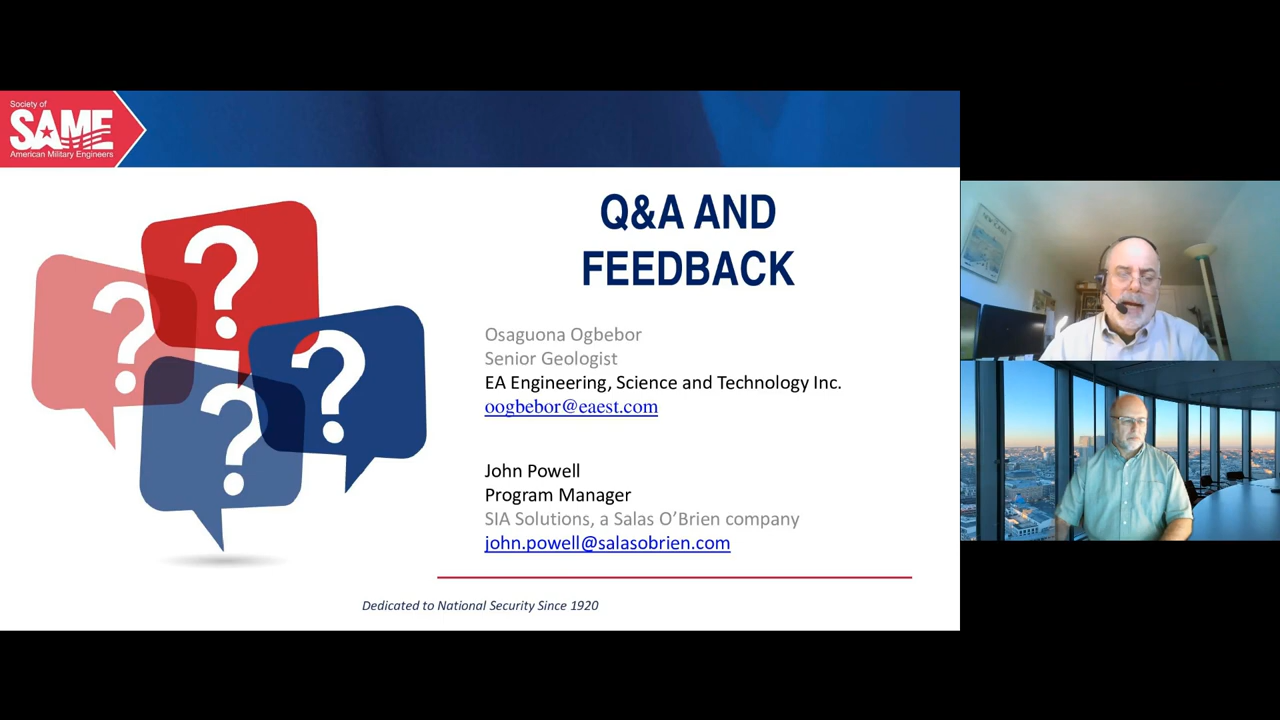 Society of
SAME
American Military Engineers
Q&A AND
FEEDBACK
Osaguona Ogbebor
Senior Geologist
EA Engineering, Science and Technology Inc.
oogbebor@eaest.com
John Powell
Program Manager
SIA Solutions, a Salas O’Brien company
john.powell@salasobrien.com
Dedicated to National Security Since 1920
? ? ? ?